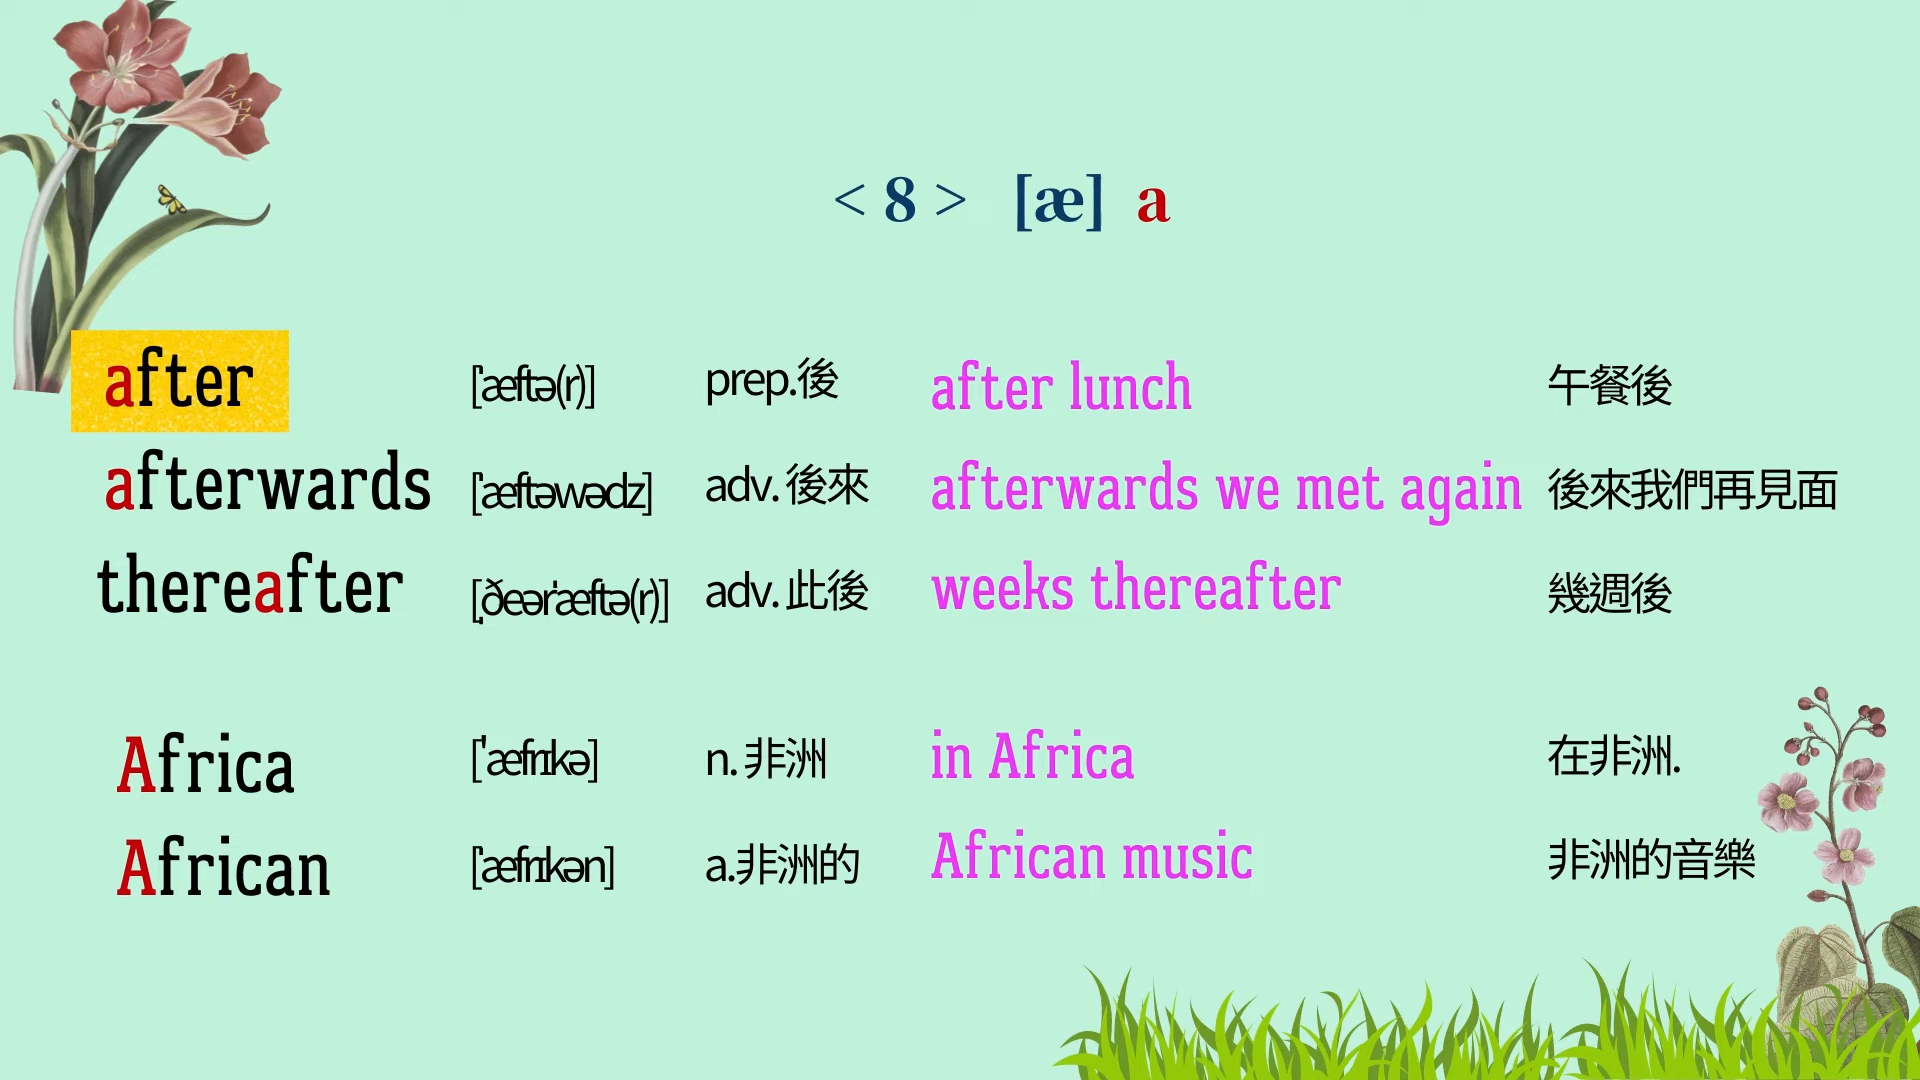 < 8 > [æ] a
after [ˈæftə(r)] prep.後 after lunch 午餐後
afterwards [ˈæftəwədz] adv. 後來 afterwards we met again 後來我們再見面
thereafter [ˌðeərˈæftə(r)] adv. 此後 weeks thereafter 幾週後
Africa [ˈæfrɪkə] n. 非洲 in Africa 在非洲.
African [ˈæfrɪkən] a.非洲的 African music 非洲的音樂